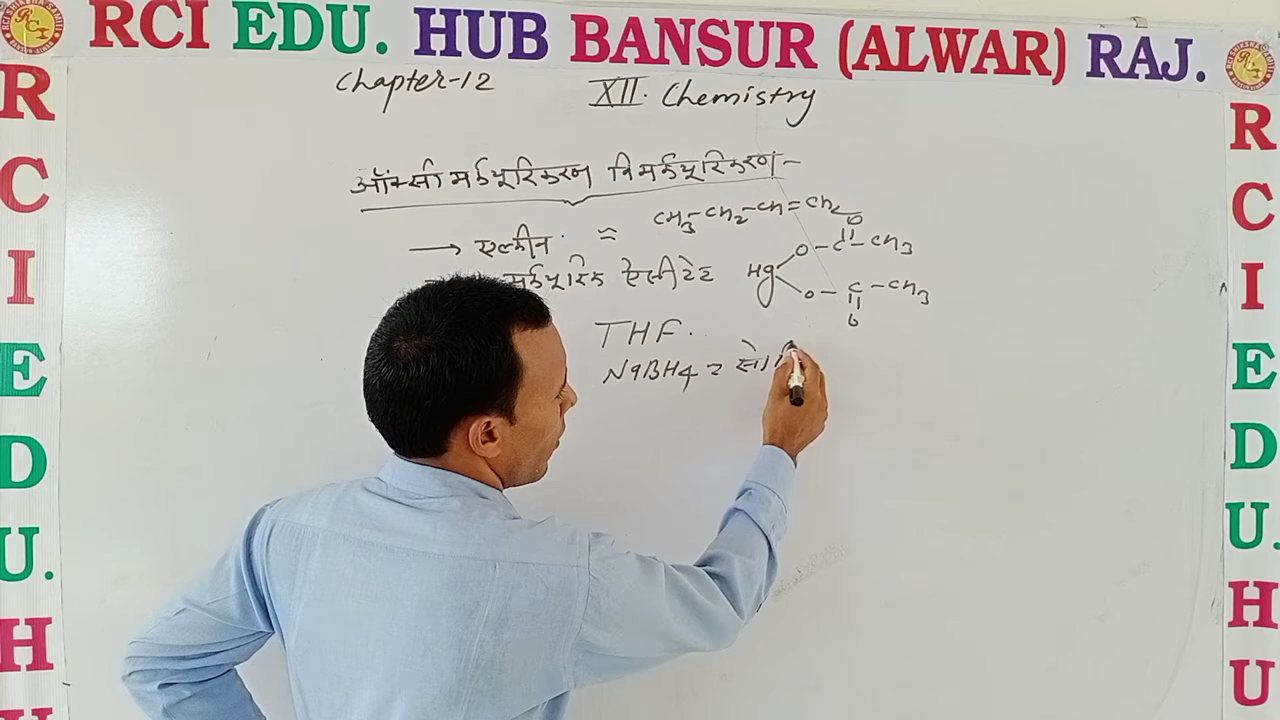 RCI EDU. HUB BANSUR (ALWAR) RAJ.
Chapter-12 XII. Chemistry
ऑक्सी मर्क्यूरिकरण विमर्क्यूरिकरण-
→ एल्कीन = CH3-CH2-CH=CH2
मर्क्यूरिक ऐसीटेट
O
Hg O-C-CH3
O-C-CH3
O
THF.
NaBH4 = सो
R
C
I
E
D
U.
H
R
C
I
E
D
U.
H
U